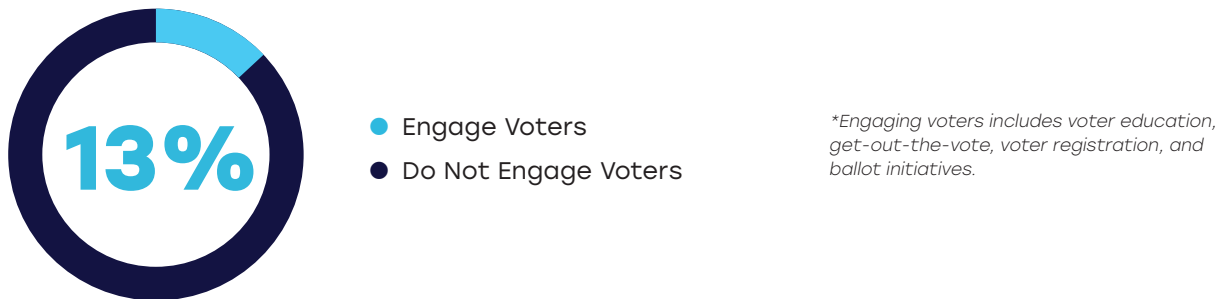 13%
Engage Voters
Do Not Engage Voters
*Engaging voters includes voter education,
get-out-the-vote, voter registration, and
ballot initiatives.